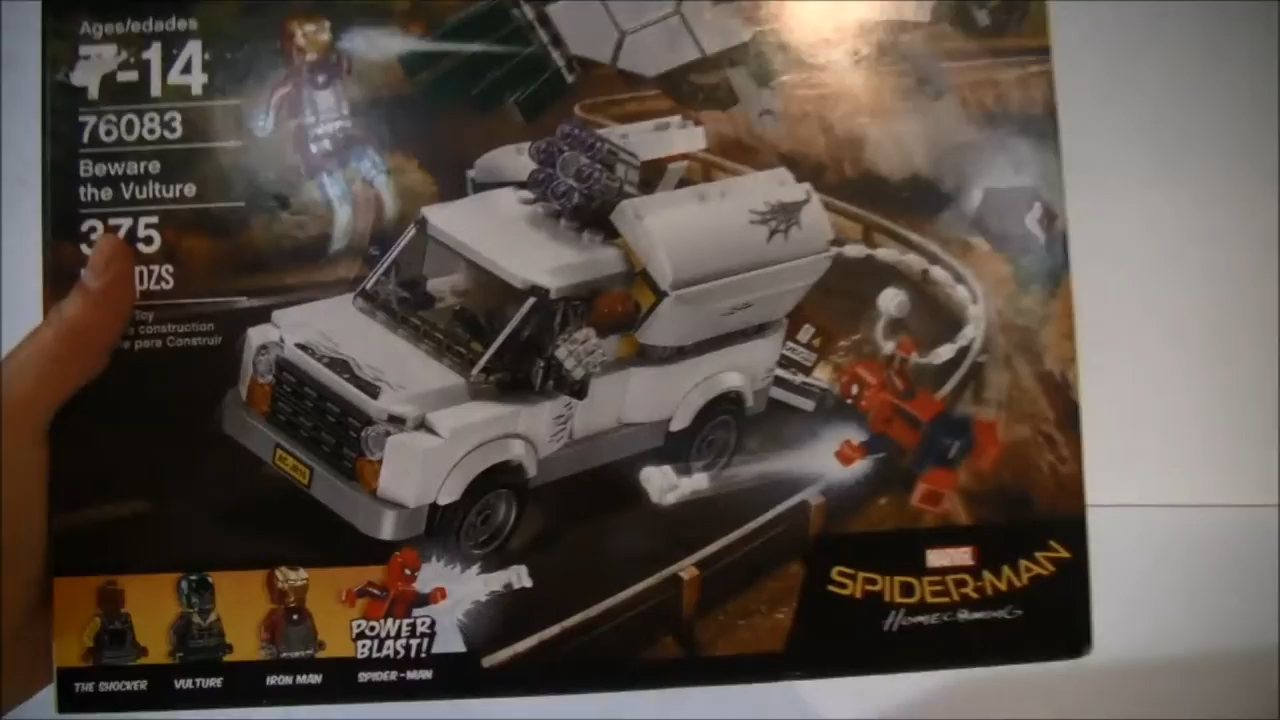 Ages/edades
7-14
76083
Beware
the Vulture
375
pzs
Toy
construction
para Construir
MARVEL
SPIDER-MAN
HOMECOMING
POWER
BLAST!
THE SHOCKER
VULTURE
IRON MAN
SPIDER-MAN